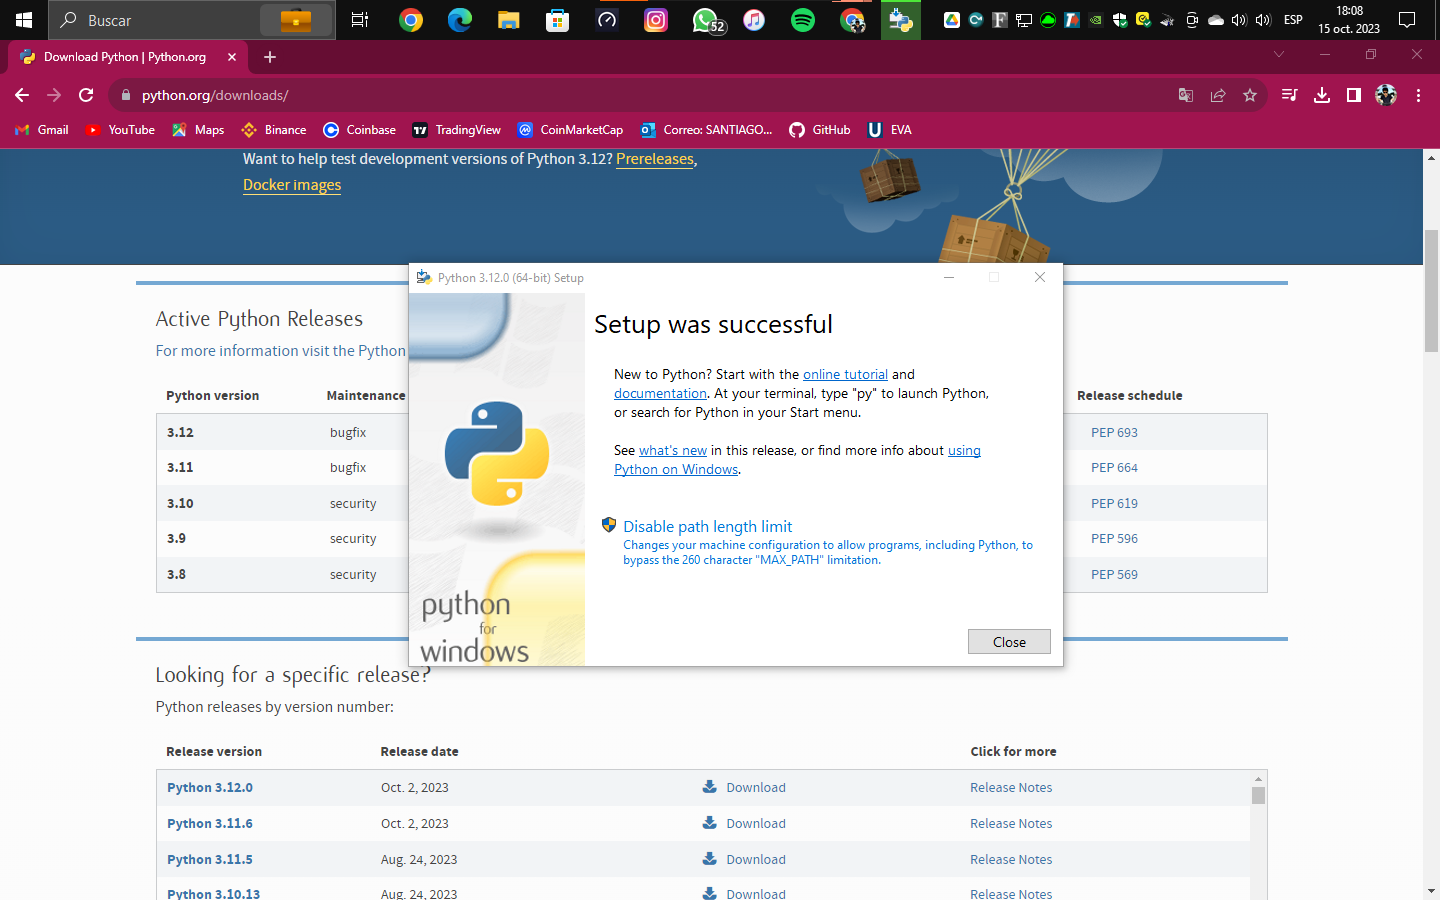 Buscar
52
ESP
18:08
15 oct. 2023
Download Python | Python.org
python.org/downloads/
Gmail
YouTube
Maps
Binance
Coinbase
TradingView
CoinMarketCap
Correo: SANTIAGO...
GitHub
EVA
Want to help test development versions of Python 3.12? Prereleases,
Docker images
Python 3.12.0 (64-bit) Setup
Setup was successful
New to Python? Start with the online tutorial and
documentation. At your terminal, type "py" to launch Python,
or search for Python in your Start menu.
See what's new in this release, or find more info about using
Python on Windows.
Disable path length limit
Changes your machine configuration to allow programs, including Python, to
bypass the 260 character "MAX_PATH" limitation.
python
for
windows
Close
Active Python Releases
For more information visit the Python
Python version Maintenance Release schedule
3.12 bugfix PEP 693
3.11 bugfix PEP 664
3.10 security PEP 619
3.9 security PEP 596
3.8 security PEP 569
Looking for a specific release?
Python releases by version number:
Release version Release date Click for more
Python 3.12.0 Oct. 2, 2023 Download Release Notes
Python 3.11.6 Oct. 2, 2023 Download Release Notes
Python 3.11.5 Aug. 24, 2023 Download Release Notes
Python 3.10.13 Aug. 24, 2023 Download Release Notes